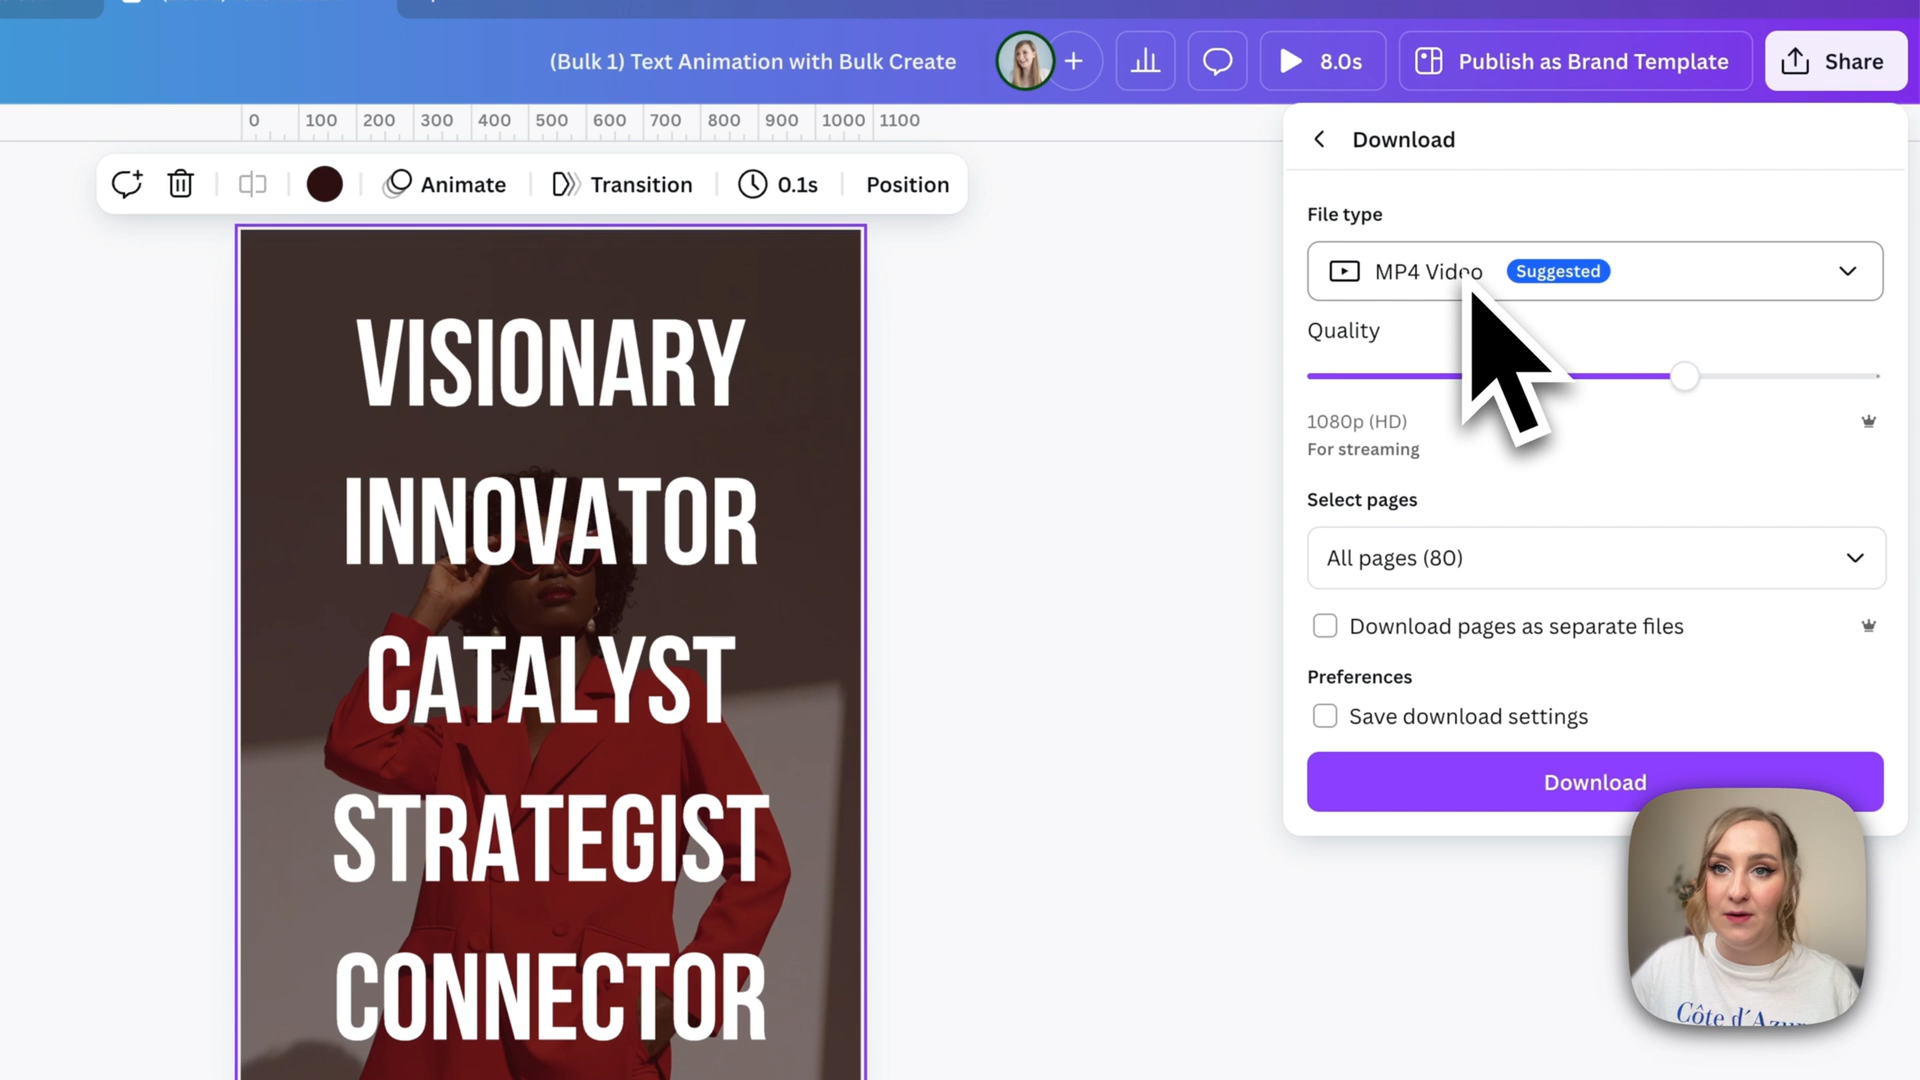 (Bulk 1) Text Animation with Bulk Create
8.0s
Publish as Brand Template
Share
0 100 200 300 400 500 600 700 800 900 1000 1100
Animate
Transition
0.1s
Position
VISIONARY
INNOVATOR
CATALYST
STRATEGIST
CONNECTOR
Download
File type
MP4 Video Suggested
Quality
1080p (HD)
For streaming
Select pages
All pages (80)
Download pages as separate files
Preferences
Save download settings
Download
Côte d'Azur